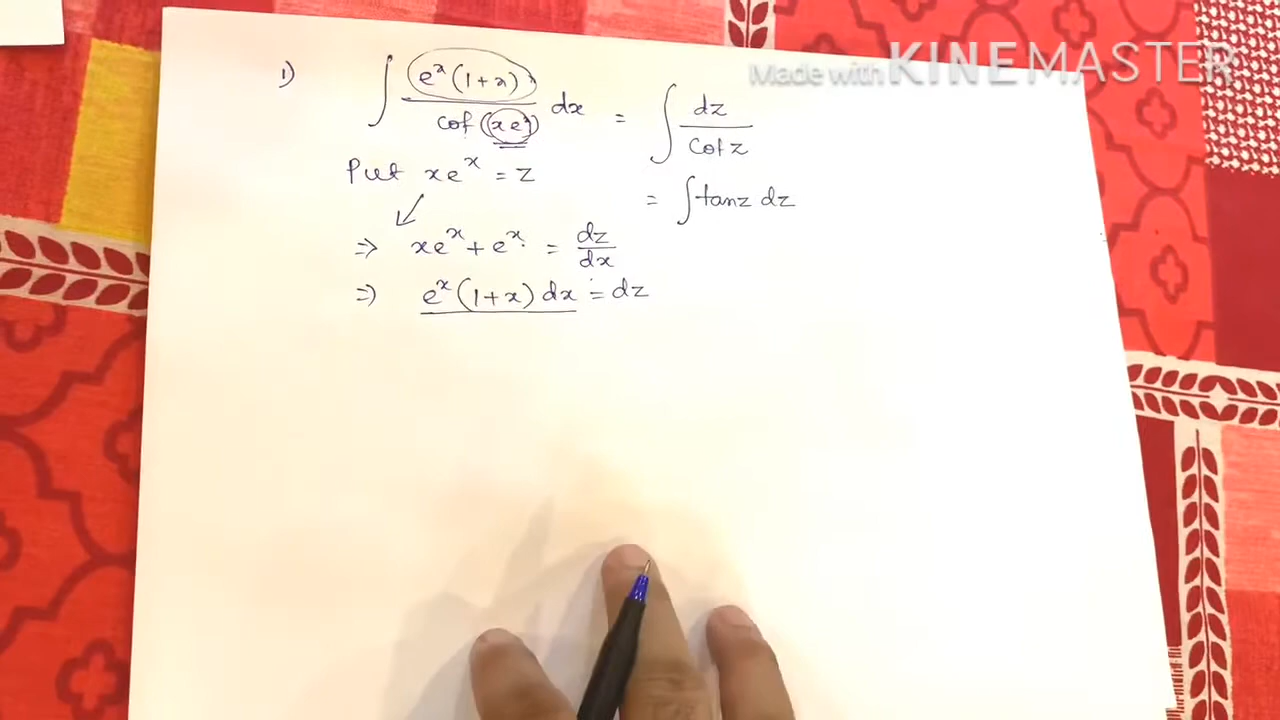 Made with KINEMASTER
1) ∫ e^x (1+x) / cot (xe^x) dx = ∫ dz / cot z
Put xe^x = z
= ∫ tan z dz
⇒ xe^x + e^x. = dz/dx
⇒ e^x (1+x) dx = dz